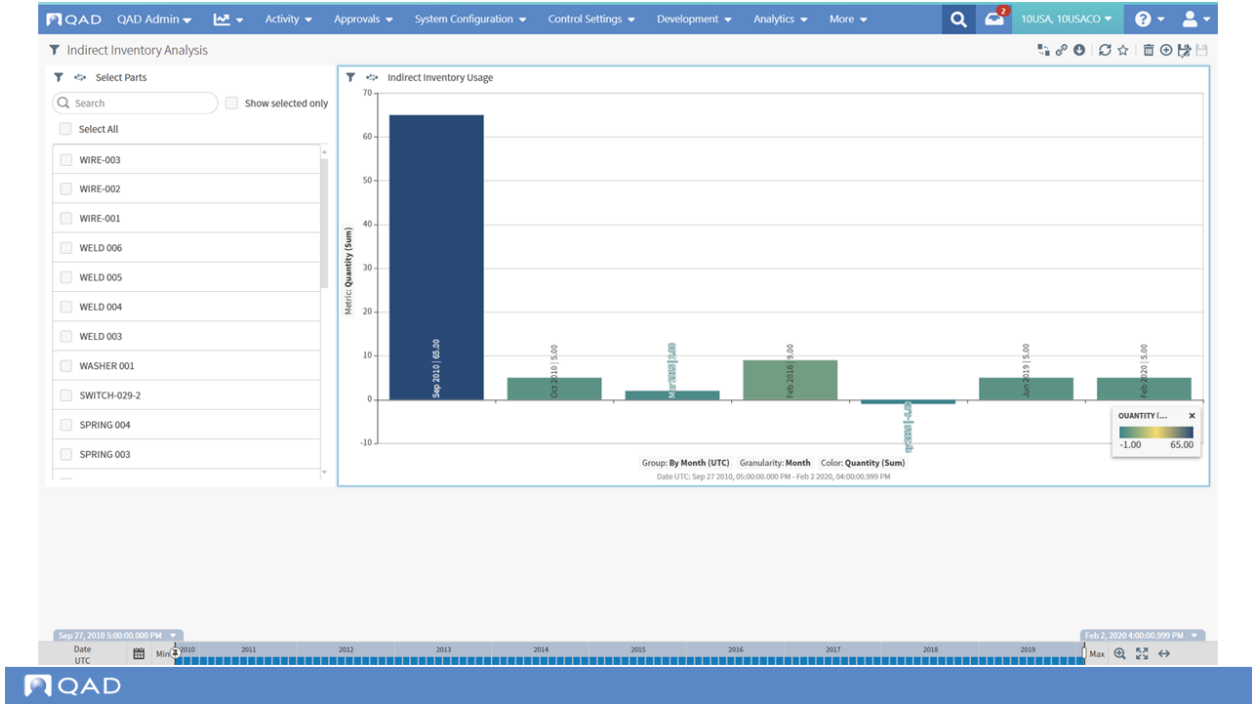 QAD QAD Admin Activity Approvals System Configuration Control Settings Development Analytics More 2 10USA, 10USACO ?
Indirect Inventory Analysis
Select Parts
Search Show selected only
Select All
WIRE-003
WIRE-002
WIRE-001
WELD 006
WELD 005
WELD 004
WELD 003
WASHER 001
SWITCH-029-2
SPRING 004
SPRING 003
Indirect Inventory Usage
70
60
50
40
30
20
10
0
-10
Metric: Quantity (Sum)
Sep 2010 | 65.00
Oct 2010 | 5.00
Feb 2016 | 9.00
Jun 2019 | 5.00
Feb 2020 | 5.00
QUANTITY (... x
-1.00 65.00
Group: By Month (UTC) Granularity: Month Color: Quantity (Sum)
Date UTC: Sep 27 2010, 05:00:00.000 PM - Feb 2 2020, 04:00:00.999 PM
Sep 27, 2010 5:00:00.000 PM Feb 2, 2020 4:00:00.999 PM
Date
UTC
Min 2010 2011 2012 2013 2014 2015 2016 2017 2018 2019 Max
QAD